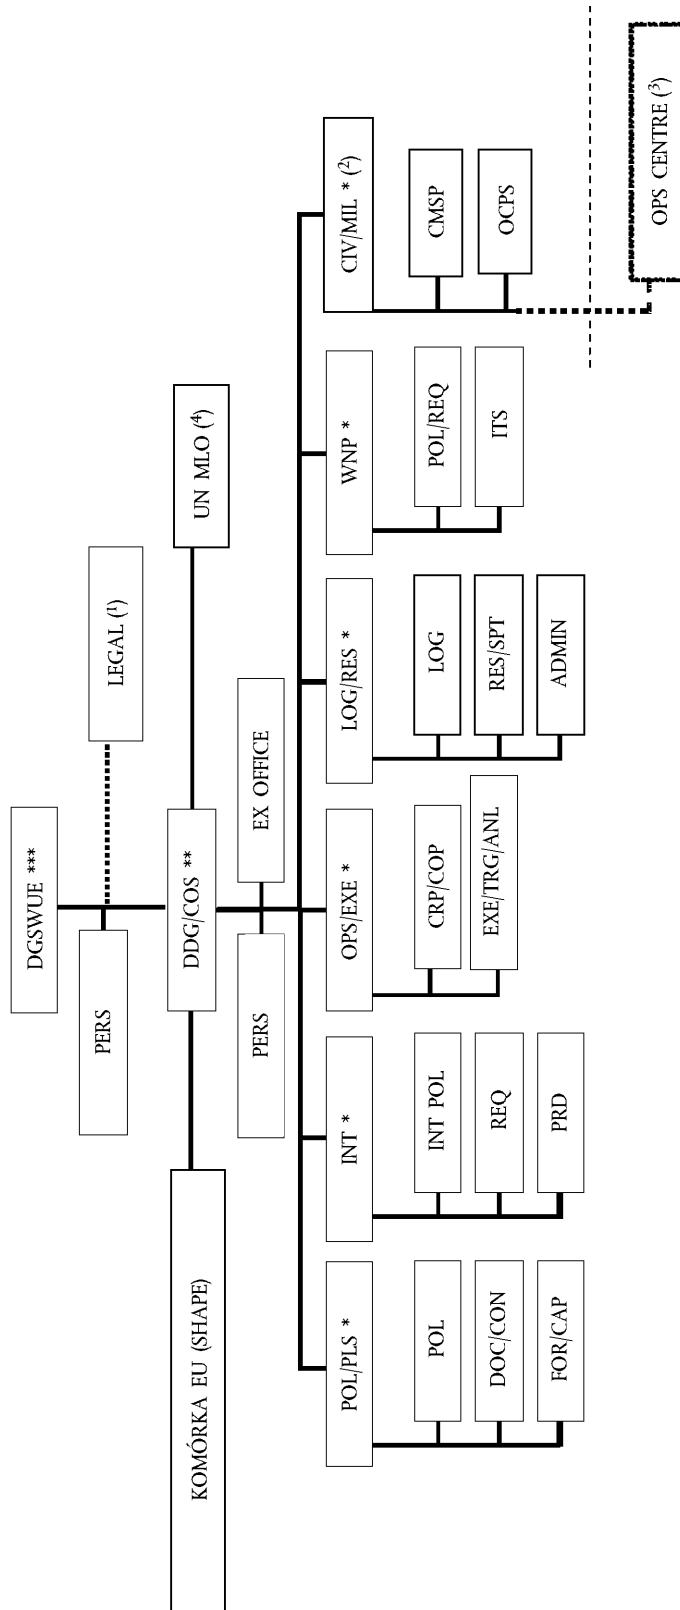 DGSWUE ***
PERS
LEGAL (¹)
KOMÓRKA EU (SHAPE)
DDG/COS **
UN MLO (⁴)
PERS
EX OFFICE
POL/PLS *
INT *
OPS/EXE *
LOG/RES *
WNP *
CIV/MIL * (²)
POL
DOC/CON
FOR/CAP
INT POL
REQ
PRD
CRP/COP
EXE/TRG/ANL
LOG
RES/SPT
ADMIN
POL/REQ
ITS
CMSP
OCPS
OPS CENTRE (³)